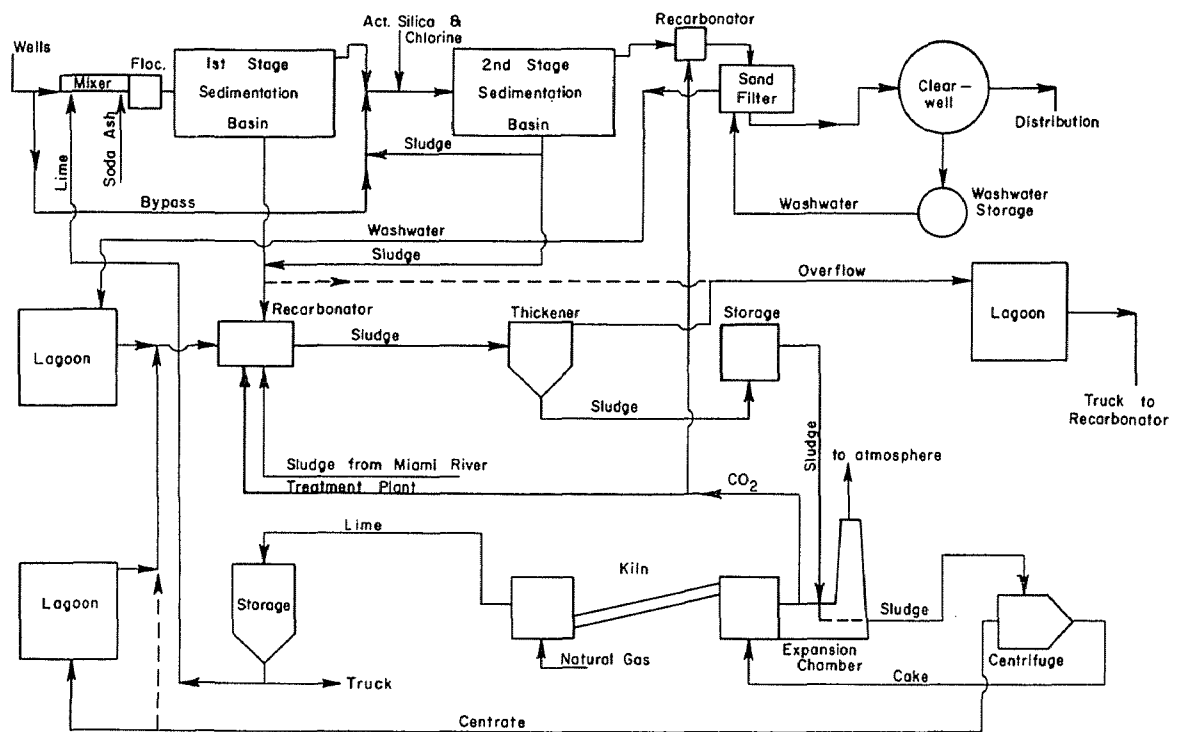 Wells
Mixer
Floc.
Lime
Soda Ash
1st Stage
Sedimentation
Basin
Act. Silica &
Chlorine
2nd Stage
Sedimentation
Basin
Recarbonator
Sand
Filter
Clear-
well
Distribution
Sludge
Bypass
Washwater
Washwater
Storage
Washwater
Sludge
Overflow
Lagoon
Recarbonator
Sludge
Thickener
Storage
Lagoon
Sludge
Truck to
Recarbonator
Sludge
to atmosphere
Sludge from Miami River
Treatment Plant
CO2
Lime
Kiln
Lagoon
Storage
Sludge
Natural Gas
Expansion
Chamber
Centrifuge
Cake
Truck
Centrate